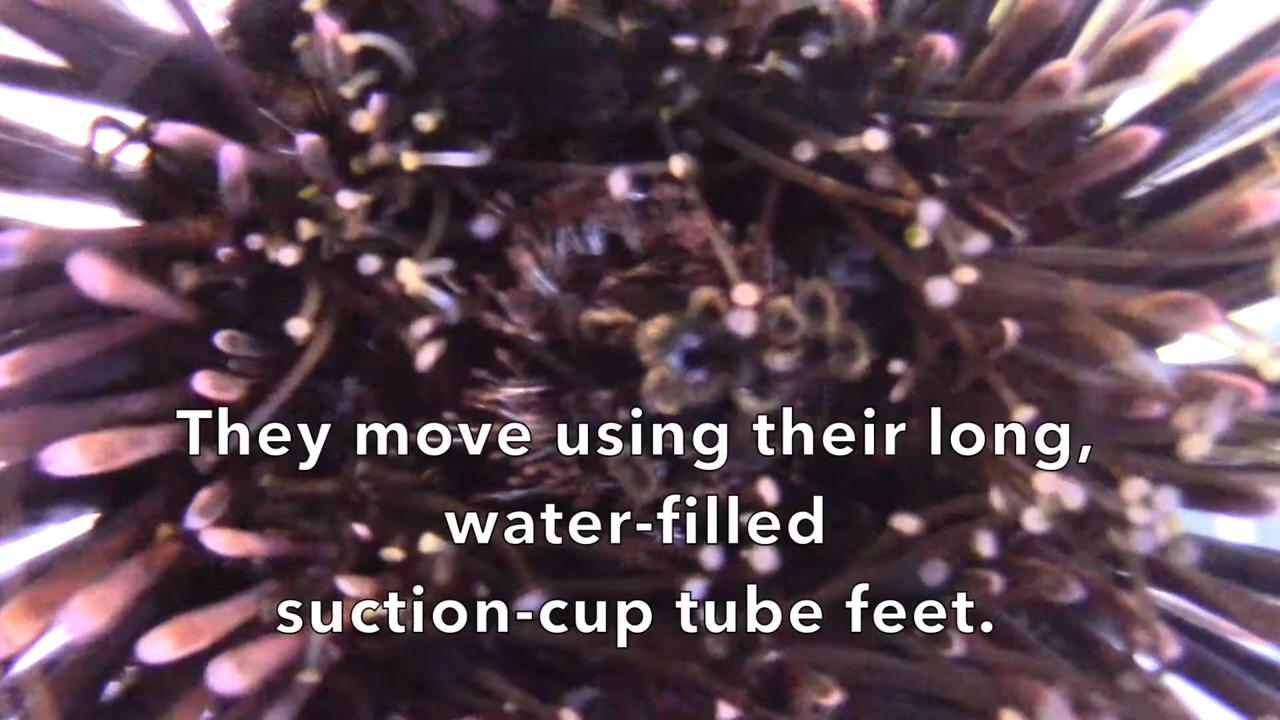 They move using their long,
water-filled
suction-cup tube feet.